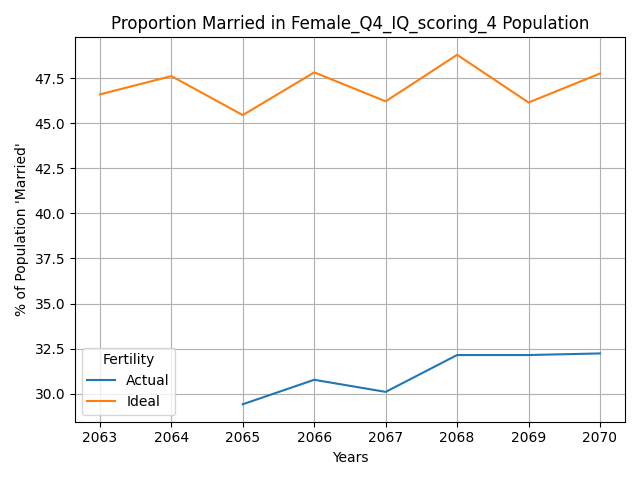 Proportion Married in Female_Q4_IQ_scoring_4 Population
% of Population 'Married'
47.5
45.0
42.5
40.0
37.5
35.0
32.5
30.0
Fertility
Actual
Ideal
2063 2064 2065 2066 2067 2068 2069 2070
Years